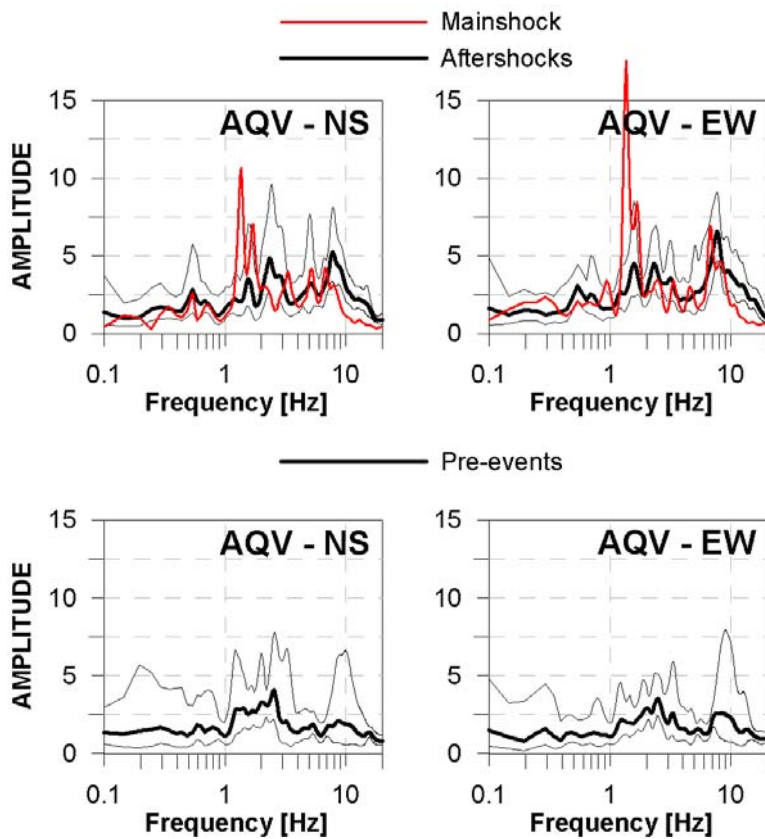 Mainshock
Aftershocks
AQV - NS
AQV - EW
AMPLITUDE
15
10
5
0
15
10
5
0
0.1
1
10
0.1
1
10
Frequency [Hz]
Frequency [Hz]
Pre-events
AQV - NS
AQV - EW
AMPLITUDE
15
10
5
0
15
10
5
0
0.1
1
10
0.1
1
10
Frequency [Hz]
Frequency [Hz]